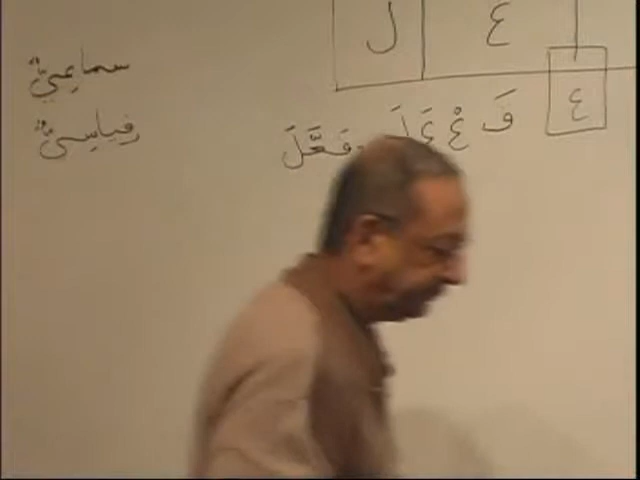 ع ل
ع
فَ عْ عَ لَ فَعَّلَ
سماعيٌّ
قياسيٌّ